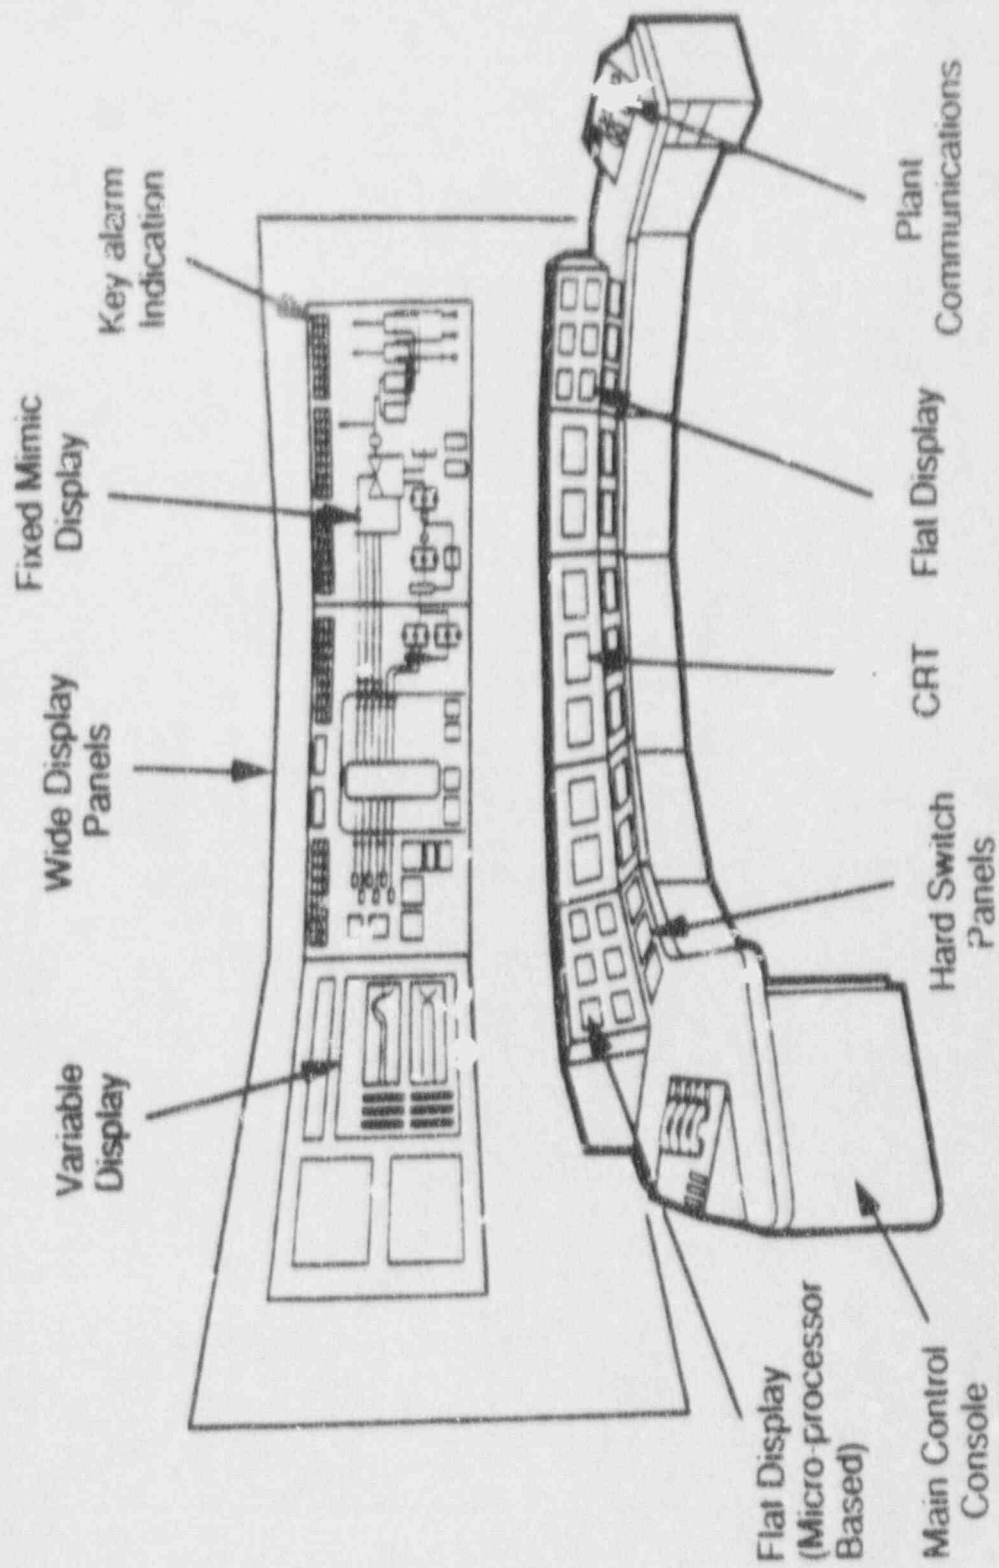 Variable
Display
Wide Display
Panels
Fixed Mimic
Display
Key alarm
Indication
Flat Display
(Micro-processor
Based)
Main Control
Console
Hard Switch
Panels
CRT
Flat Display
Plant
Communications